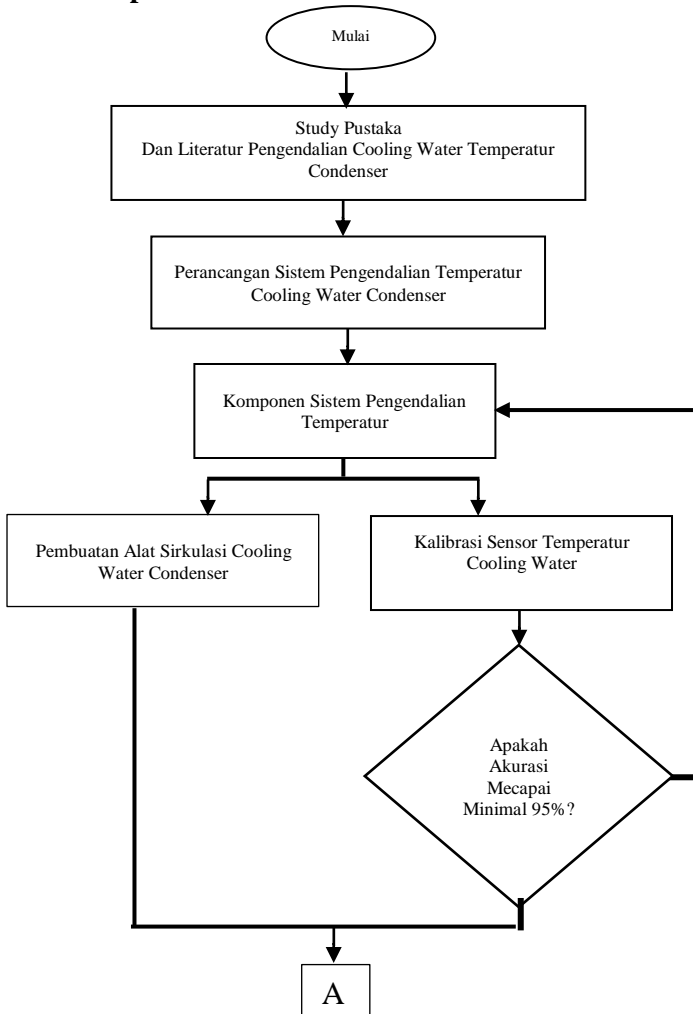 Mulai
Study Pustaka
Dan Literatur Pengendalian Cooling Water Temperatur
Condenser
Perancangan Sistem Pengendalian Temperatur
Cooling Water Condenser
Komponen Sistem Pengendalian
Temperatur
Pembuatan Alat Sirkulasi Cooling
Water Condenser
Kalibrasi Sensor Temperatur
Cooling Water
Apakah
Akurasi
Mecapai
Minimal 95%?
A